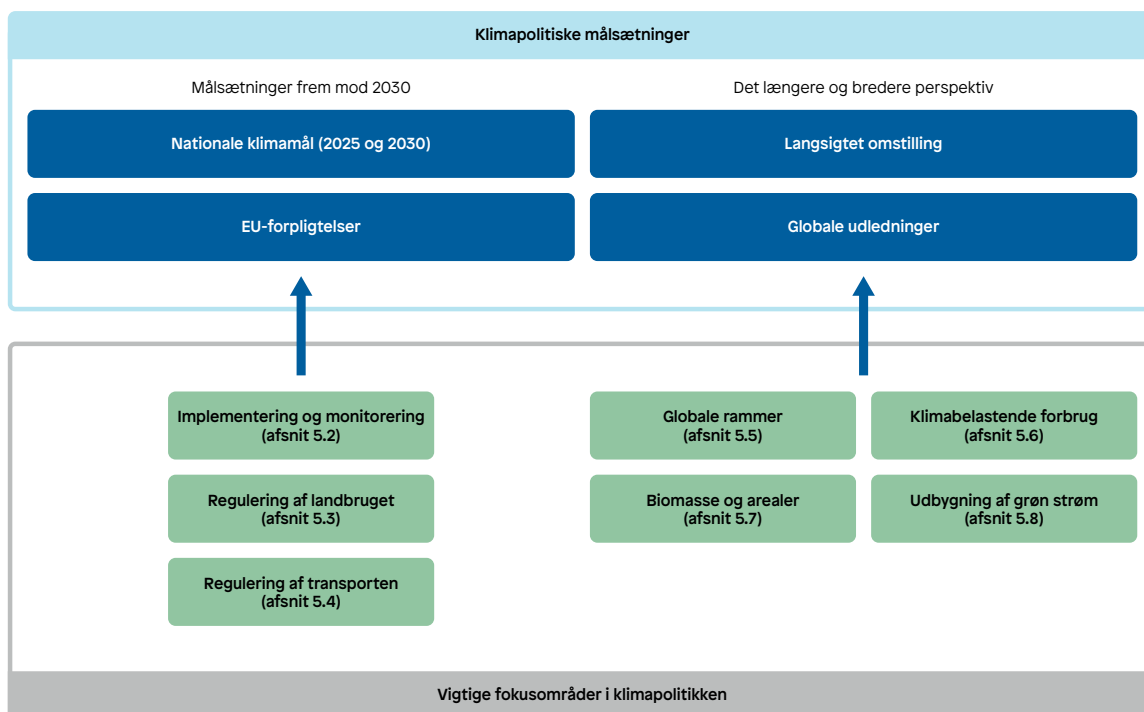 Klimapolitiske målsætninger
Målsætninger frem mod 2030
Det længere og bredere perspektiv
Nationale klimamål (2025 og 2030)
Langsigtet omstilling
EU-forpligtelser
Globale udledninger
Implementering og monitorering
(afsnit 5.2)
Globale rammer
(afsnit 5.5)
Klimabelastende forbrug
(afsnit 5.6)
Regulering af landbruget
(afsnit 5.3)
Biomasse og arealer
(afsnit 5.7)
Udbygning af grøn strøm
(afsnit 5.8)
Regulering af transporten
(afsnit 5.4)
Vigtige fokusområder i klimapolitikken